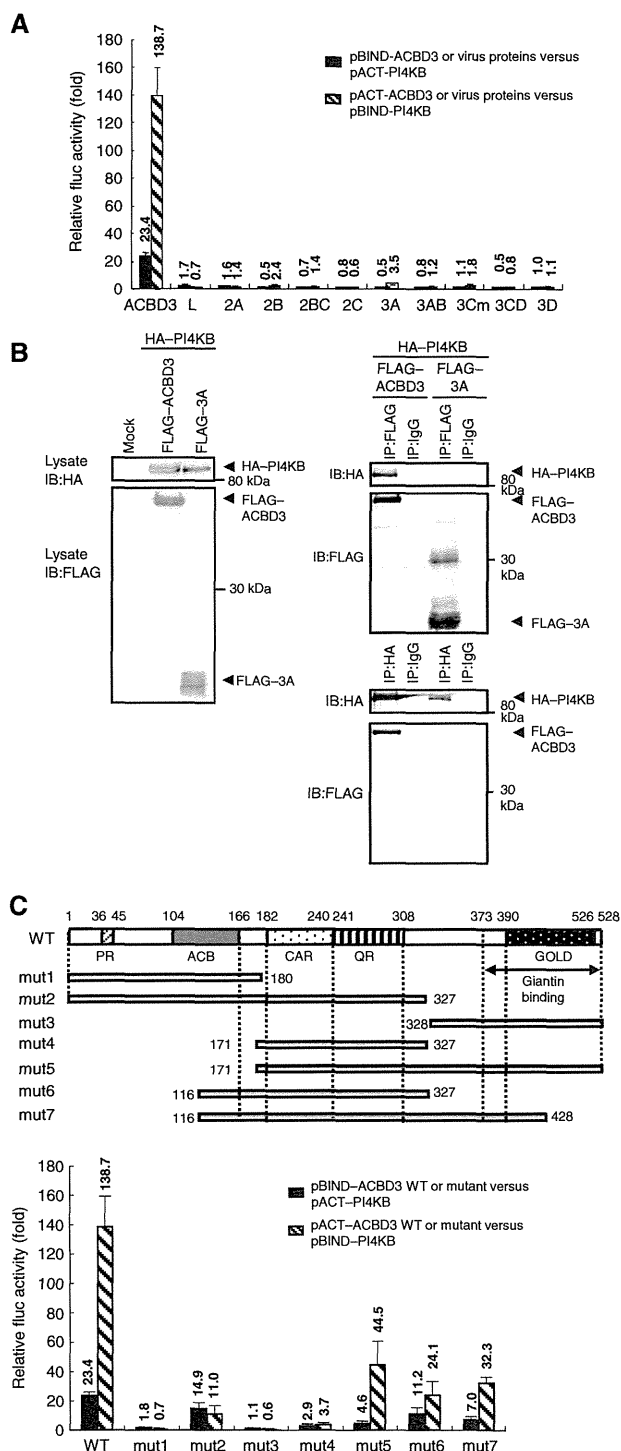 A
Relative fluc activity (fold)
180
160
140
120
100
80
60
40
20
0
pBIND-ACBD3 or virus proteins versus
pACT-PI4KB
pACT-ACBD3 or virus proteins versus
pBIND-PI4KB
23.4 138.7 1.7 0.7 1.6 1.4 0.5 2.4 0.7 1.4 0.8 0.6 0.5 3.5 0.8 1.2 1.1 1.8 0.5 0.8 1.0 1.1
ACBD3 L 2A 2B 2BC 2C 3A 3AB 3Cm 3CD 3D
B
HA–PI4KB
Mock
FLAG–ACBD3
FLAG–3A
Lysate
IB:HA
HA–PI4KB
80 kDa
FLAG–
ACBD3
Lysate
IB:FLAG
30 kDa
FLAG–3A
HA–PI4KB
FLAG– FLAG–
ACBD3 3A
IP:FLAG IP:IgG IP:FLAG IP:IgG
IB:HA
HA–PI4KB
80
kDa
FLAG–
ACBD3
IB:FLAG
30
kDa
FLAG–3A
IP:HA IP:IgG IP:HA IP:IgG
IB:HA
HA–PI4KB
80
kDa
FLAG–
ACBD3
IB:FLAG
30
kDa
C
1 36 45 104 166 182 240 241 308 373 390 526 528
WT
PR ACB CAR QR GOLD
mut1 180
Giantin
binding
mut2 327
mut3 328
mut4 171 327
mut5 171
mut6 116 327
mut7 116 428
Relative fluc activity (fold)
180
160
140
120
100
80
60
40
20
0
pBIND–ACBD3 WT or mutant versus
pACT–PI4KB
pACT–ACBD3 WT or mutant versus
pBIND–PI4KB
23.4 138.7 1.8 0.7 14.9 11.0 1.1 0.6 2.9 3.7 4.6 44.5 11.2 24.1 7.0 32.3
WT mut1 mut2 mut3 mut4 mut5 mut6 mut7